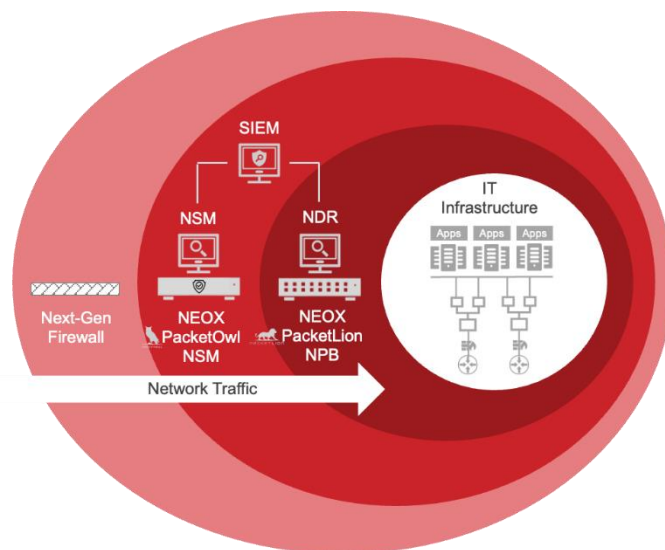 SIEM
NSM
NDR
IT
Infrastructure
Apps
Apps
Apps
Next-Gen
Firewall
NEOX
PacketOwl
NSM
NEOX
PacketLion
NPB
Network Traffic